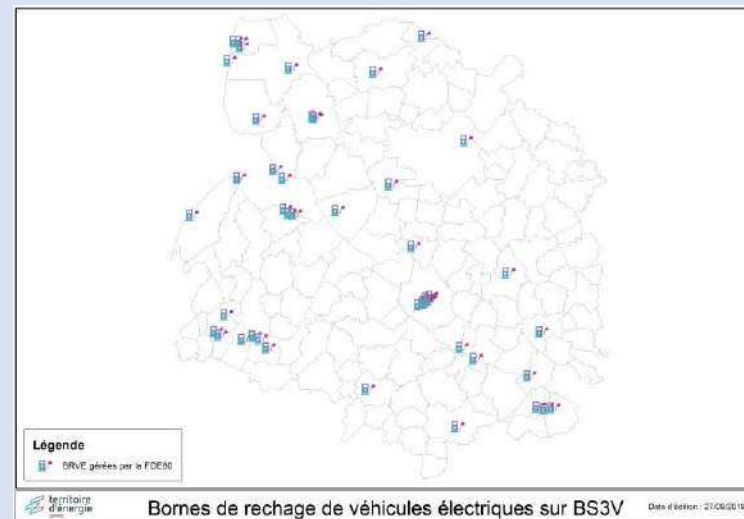 Légende
BRVE gérées par la FDE80
territoire
d'énergie
Bornes de rechage de véhicules électriques sur BS3V
Date d'édition : 27/09/2019